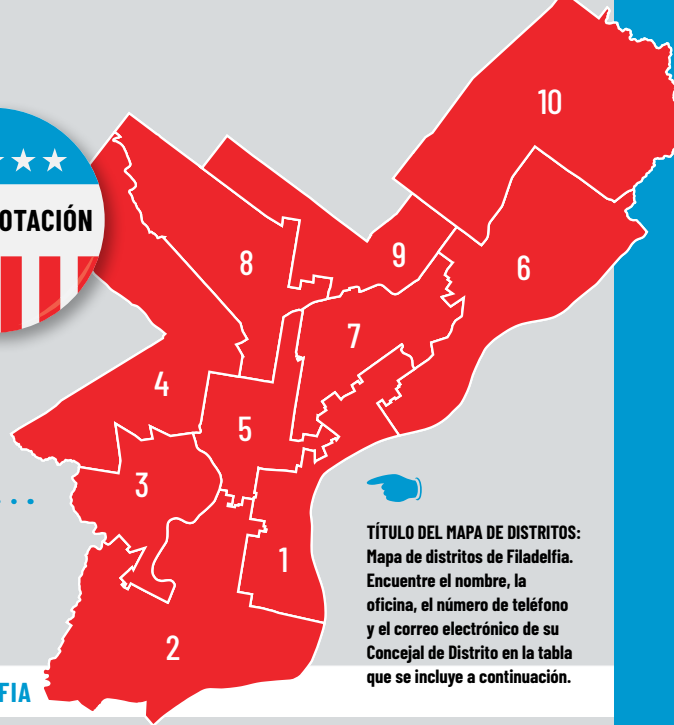 10
OTACIÓN
8
9
6
7
4
5
3
1
2
TÍTULO DEL MAPA DE DISTRITOS:
Mapa de distritos de Filadelfia.
Encuentre el nombre, la
oficina, el número de teléfono
y el correo electrónico de su
Concejal de Distrito en la tabla
que se incluye a continuación.
FIA